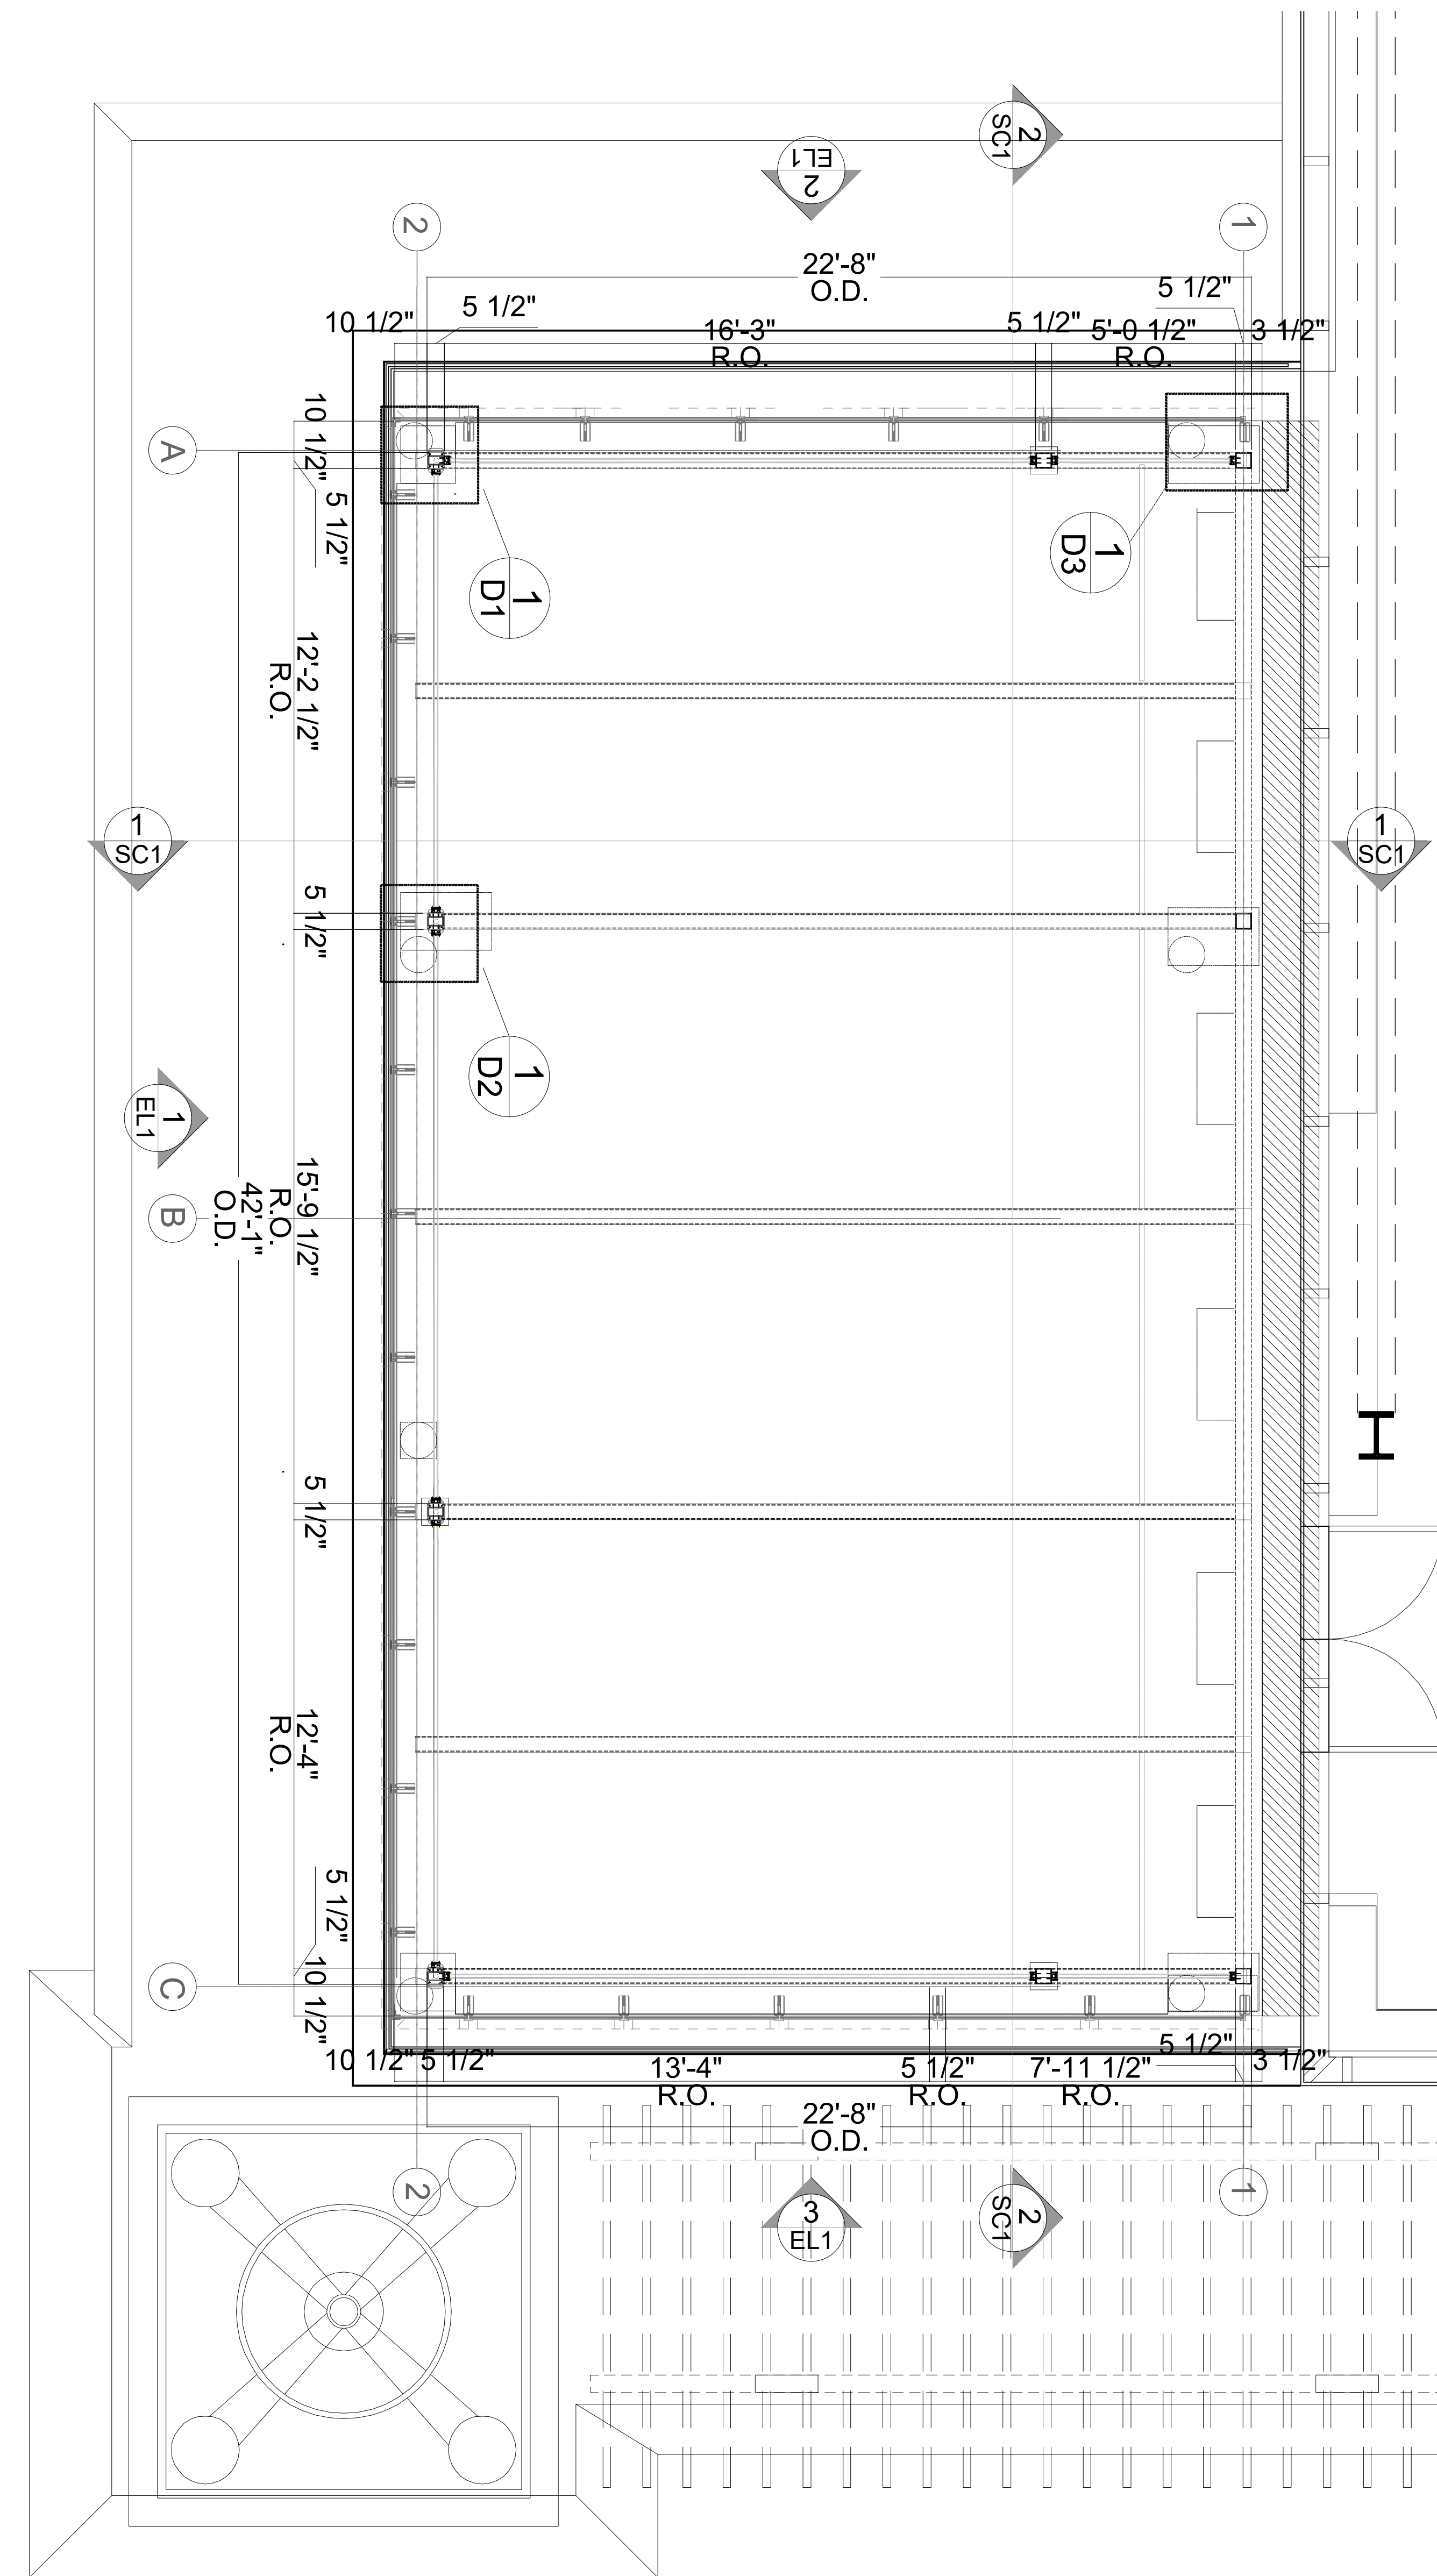 2
SC1
EL1
2
2
1
22'-8"
O.D.
5 1/2"
5 1/2"
10 1/2"
16'-3"
R.O.
5 1/2"
5'-0 1/2"
R.O.
3 1/2"
10 1/2"
A
5 1/2"
1
D3
1
D1
12'-2 1/2"
R.O.
1
SC1
1
SC1
5 1/2"
1
D2
1
EL1
15'-9 1/2"
R.O.
42'-1"
O.D.
B
5 1/2"
12'-4"
R.O.
5 1/2"
10 1/2"
C
10 1/2"
5 1/2"
13'-4"
R.O.
5 1/2"
R.O.
7'-11 1/2"
R.O.
5 1/2"
3 1/2"
22'-8"
O.D.
2
3
EL1
2
SC1
1